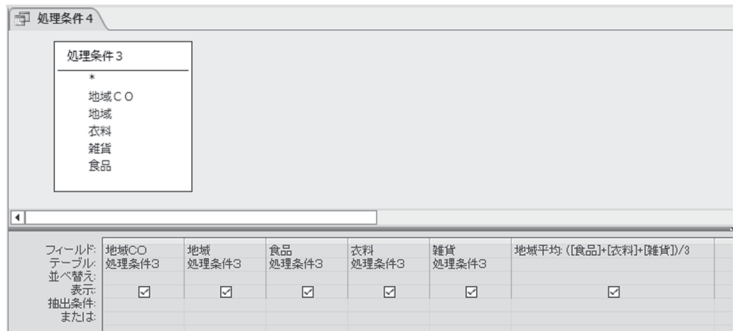 処理条件4
処理条件3
*
地域CO
地域
衣料
雑貨
食品
フィールド: 地域CO 地域 食品 衣料 雑貨 地域平均: ([食品]+[衣料]+[雑貨])/3
テーブル: 処理条件3 処理条件3 処理条件3 処理条件3 処理条件3
並べ替え:
表示:
抽出条件:
または: